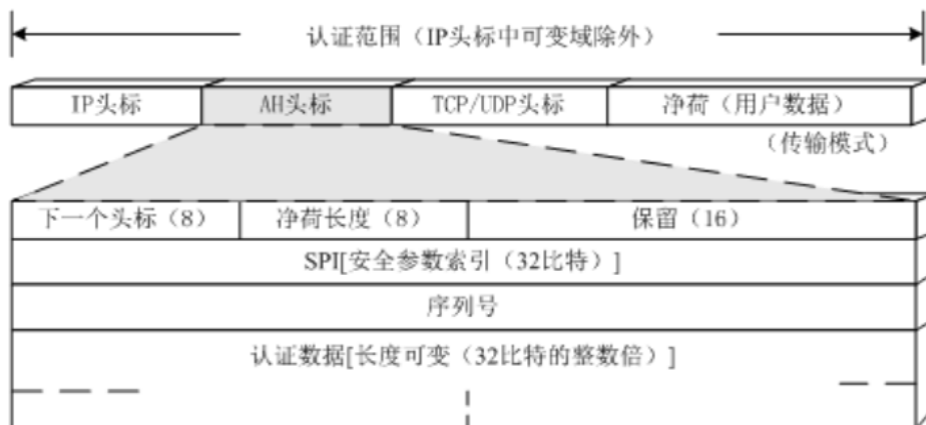 认证范围（IP头标中可变域除外）
IP头标 AH头标 TCP/UDP头标 净荷（用户数据）
（传输模式）
下一个头标（8） 净荷长度（8） 保留（16）
SPI[安全参数索引（32比特）]
序列号
认证数据[长度可变（32比特的整数倍）]